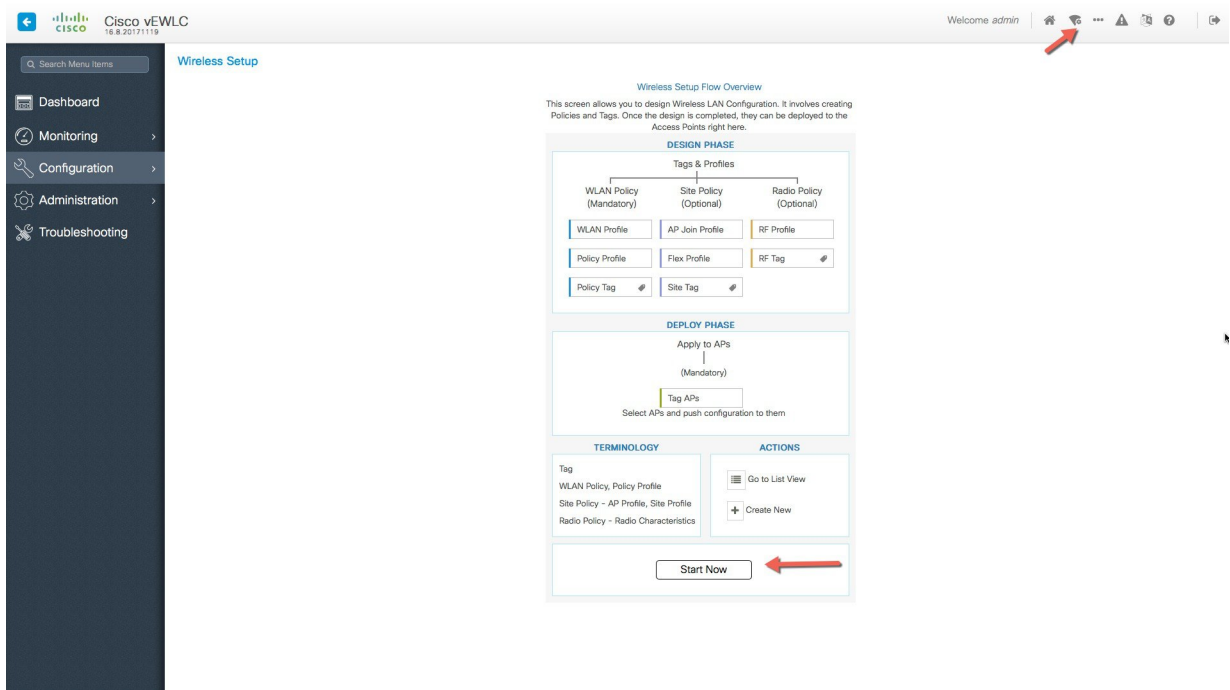 CISCO
Cisco vEWLC
16.8.20171119
Welcome admin
Search Menu Items
Dashboard
Monitoring
Configuration
Administration
Troubleshooting
Wireless Setup
Wireless Setup Flow Overview
This screen allows you to design Wireless LAN Configuration. It involves creating
Policies and Tags. Once the design is completed, they can be deployed to the
Access Points right here.
DESIGN PHASE
Tags & Profiles
WLAN Policy
(Mandatory)
Site Policy
(Optional)
Radio Policy
(Optional)
WLAN Profile
AP Join Profile
RF Profile
Policy Profile
Flex Profile
RF Tag
Policy Tag
Site Tag
DEPLOY PHASE
Apply to APs
(Mandatory)
Tag APs
Select APs and push configuration to them
TERMINOLOGY
Tag
WLAN Policy, Policy Profile
Site Policy - AP Profile, Site Profile
Radio Policy - Radio Characteristics
ACTIONS
Go to List View
Create New
Start Now